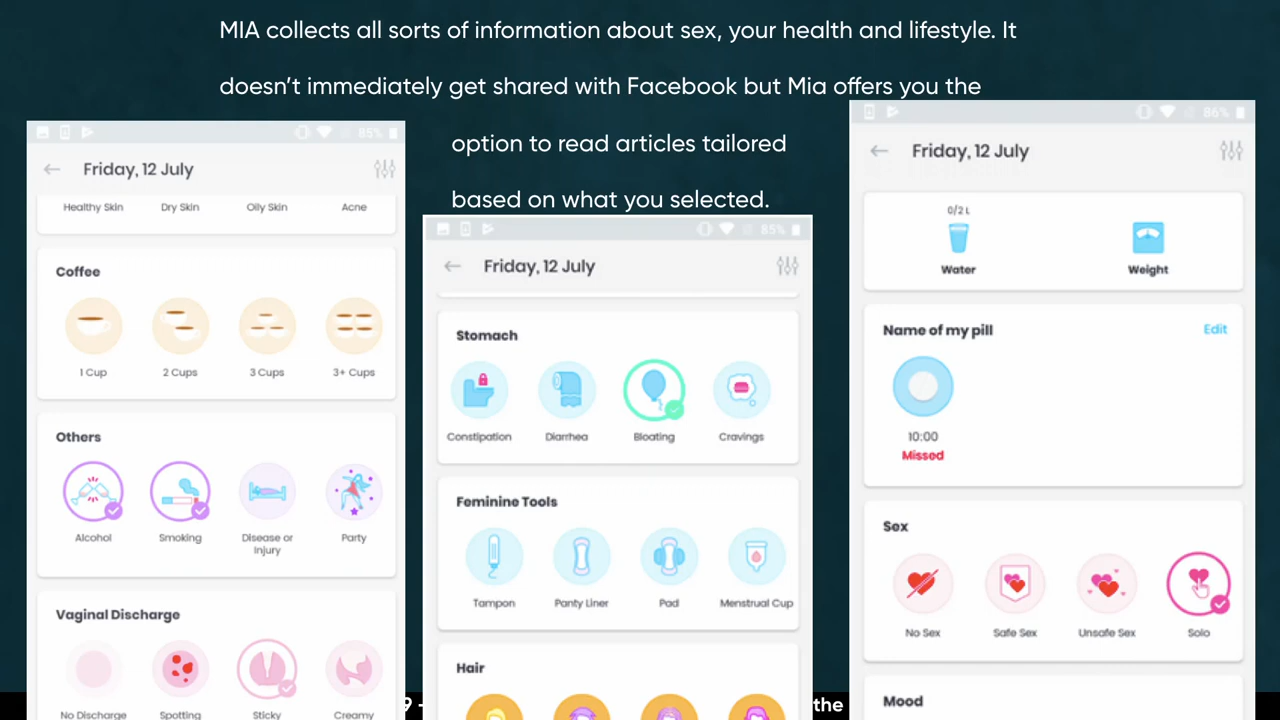 MIA collects all sorts of information about sex, your health and lifestyle. It
doesn’t immediately get shared with Facebook but Mia offers you the
option to read articles tailored
based on what you selected.
85%
Friday, 12 July
Healthy Skin Dry Skin Oily Skin Acne
Coffee
1 Cup 2 Cups 3 Cups 3+ Cups
Others
Alcohol Smoking Disease or Injury Party
Vaginal Discharge
No Discharge Spotting Sticky Creamy
85%
Friday, 12 July
Stomach
Constipation Diarrhea Bloating Cravings
Feminine Tools
Tampon Panty Liner Pad Menstrual Cup
Hair
86%
Friday, 12 July
0/2 L
Water Weight
Name of my pill Edit
10:00
Missed
Sex
No Sex Safe Sex Unsafe Sex Solo
Mood
9 -
the